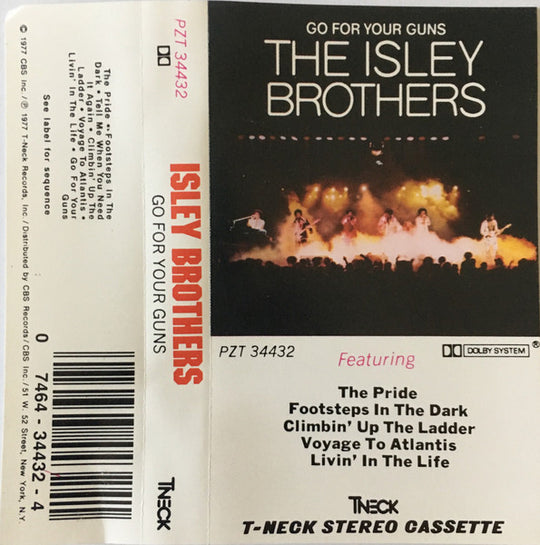 © 1977 CBS Inc./℗ 1977 T-Neck Records, Inc./Distributed by CBS Records/CBS Inc./51 W. 52 Street, New York, N.Y.
See label for sequence
The Pride • Footsteps In The
Dark • Tell Me When You Need
It Again • Climbin' Up The
Ladder • Voyage To Atlantis •
Livin' In The Life • Go For Your
Guns
0 7464-34432-4
PZT 34432
ISLEY BROTHERS
GO FOR YOUR GUNS
TNECK
GO FOR YOUR GUNS
THE ISLEY
BROTHERS
PZT 34432
Featuring
DOLBY SYSTEM ®
The Pride
Footsteps In The Dark
Climbin' Up The Ladder
Voyage To Atlantis
Livin' In The Life
TNECK
T-NECK STEREO CASSETTE